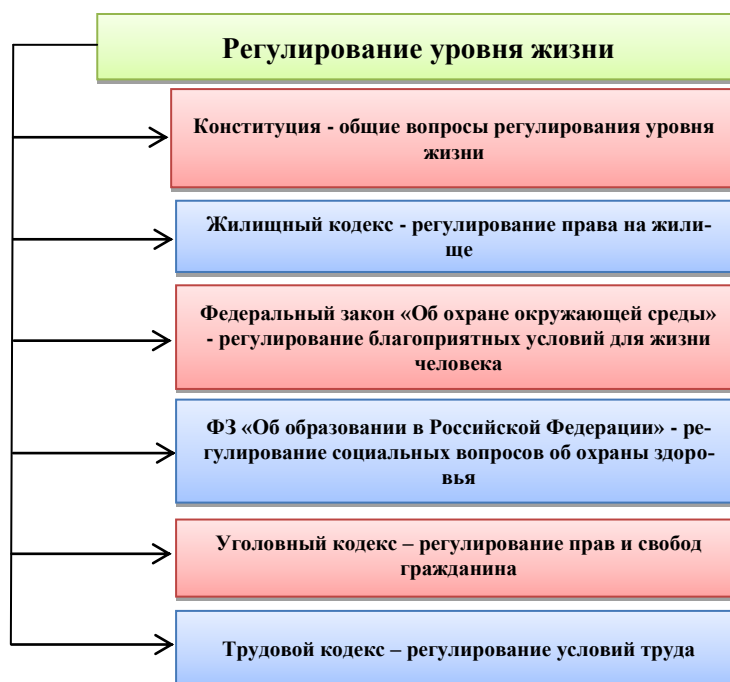 Регулирование уровня жизни
Конституция - общие вопросы регулирования уровня
жизни
Жилищный кодекс - регулирование права на жили-
ще
Федеральный закон «Об охране окружающей среды»
- регулирование благоприятных условий для жизни
человека
ФЗ «Об образовании в Российской Федерации» - ре-
гулирование социальных вопросов об охраны здоро-
вья
Уголовный кодекс – регулирование прав и свобод
гражданина
Трудовой кодекс – регулирование условий труда